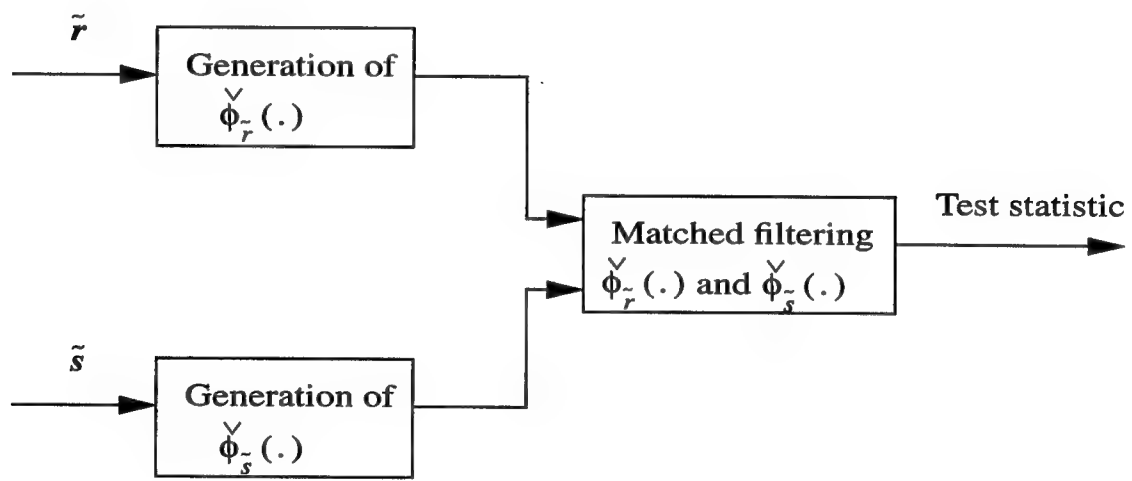 r̃
Generation of
ϕ̌_r̃ (.)
Test statistic
Matched filtering
ϕ̌_r̃ (.) and ϕ̌_s̃ (.)
s̃
Generation of
ϕ̌_s̃ (.)